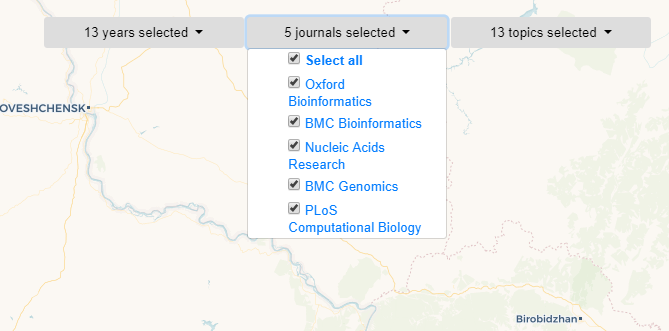 13 years selected
5 journals selected
13 topics selected
Select all
Oxford
Bioinformatics
BMC Bioinformatics
Nucleic Acids
Research
BMC Genomics
PLoS
Computational Biology
OVESHCHENSK
Birobidzhan